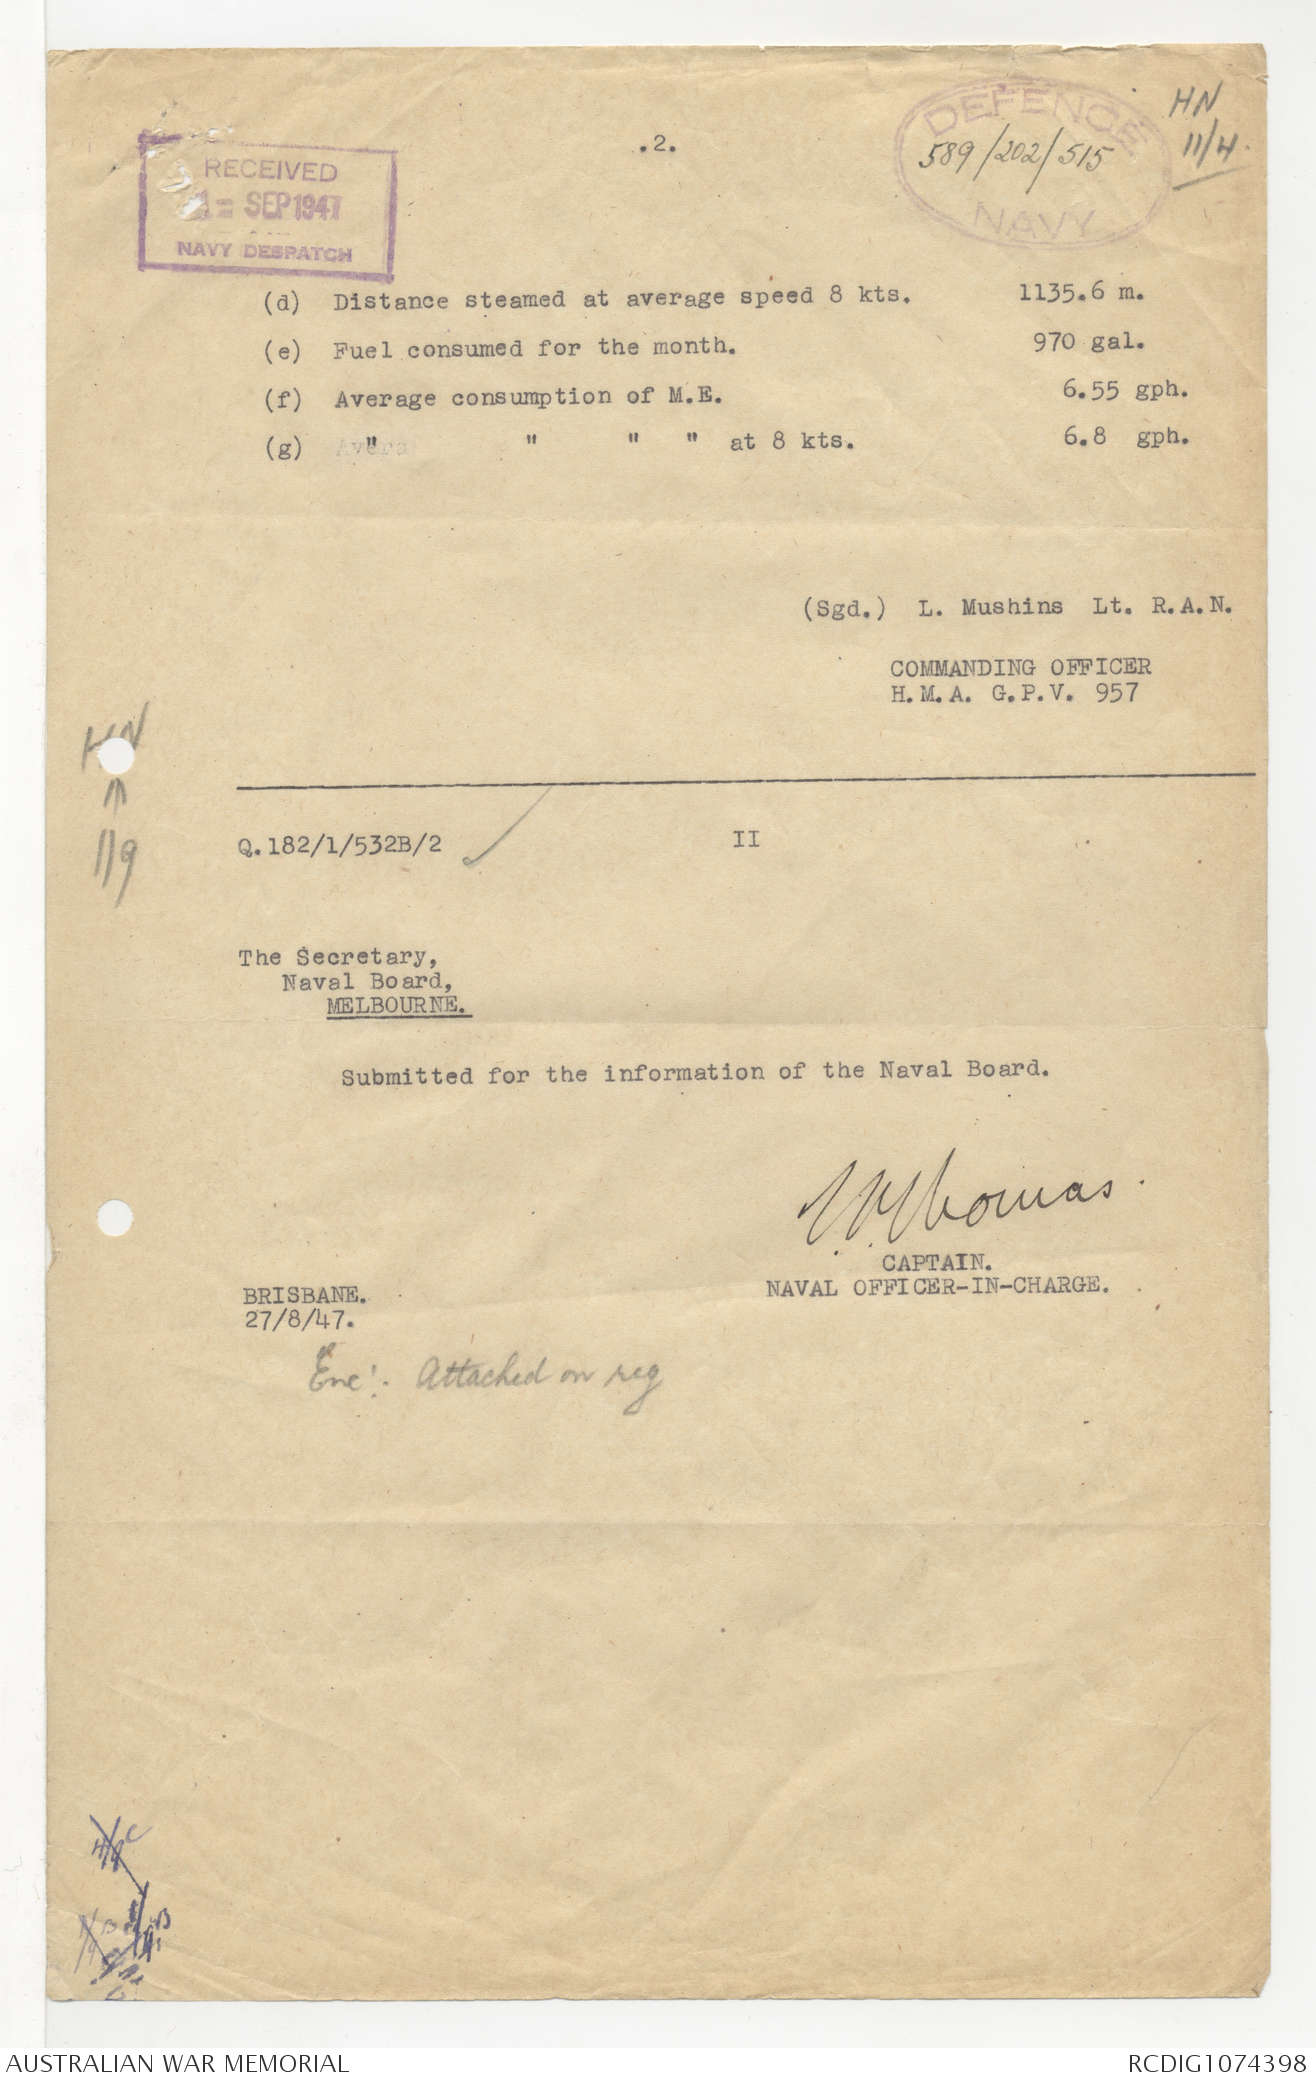 .2.
RECEIVED
1 - SEP 1947
NAVY DESPATCH
DEFENCE
589/202/515
NAVY
HN
11/4.
(d) Distance steamed at average speed 8 kts. 1135.6 m.
(e) Fuel consumed for the month. 970 gal.
(f) Average consumption of M.E. 6.55 gph.
(g) " " " " at 8 kts. 6.8 gph.
(Sgd.) L. Mushins Lt. R.A.N.
COMMANDING OFFICER
H.M.A. G.P.V. 957
HN
11/9
Q.182/1/532B/2 II
The Secretary,
Naval Board,
MELBOURNE.
Submitted for the information of the Naval Board.
Thomas.
CAPTAIN.
NAVAL OFFICER-IN-CHARGE.
BRISBANE.
27/8/47.
Enc. Attached on reg
AUSTRALIAN WAR MEMORIAL
RCDIG1074398